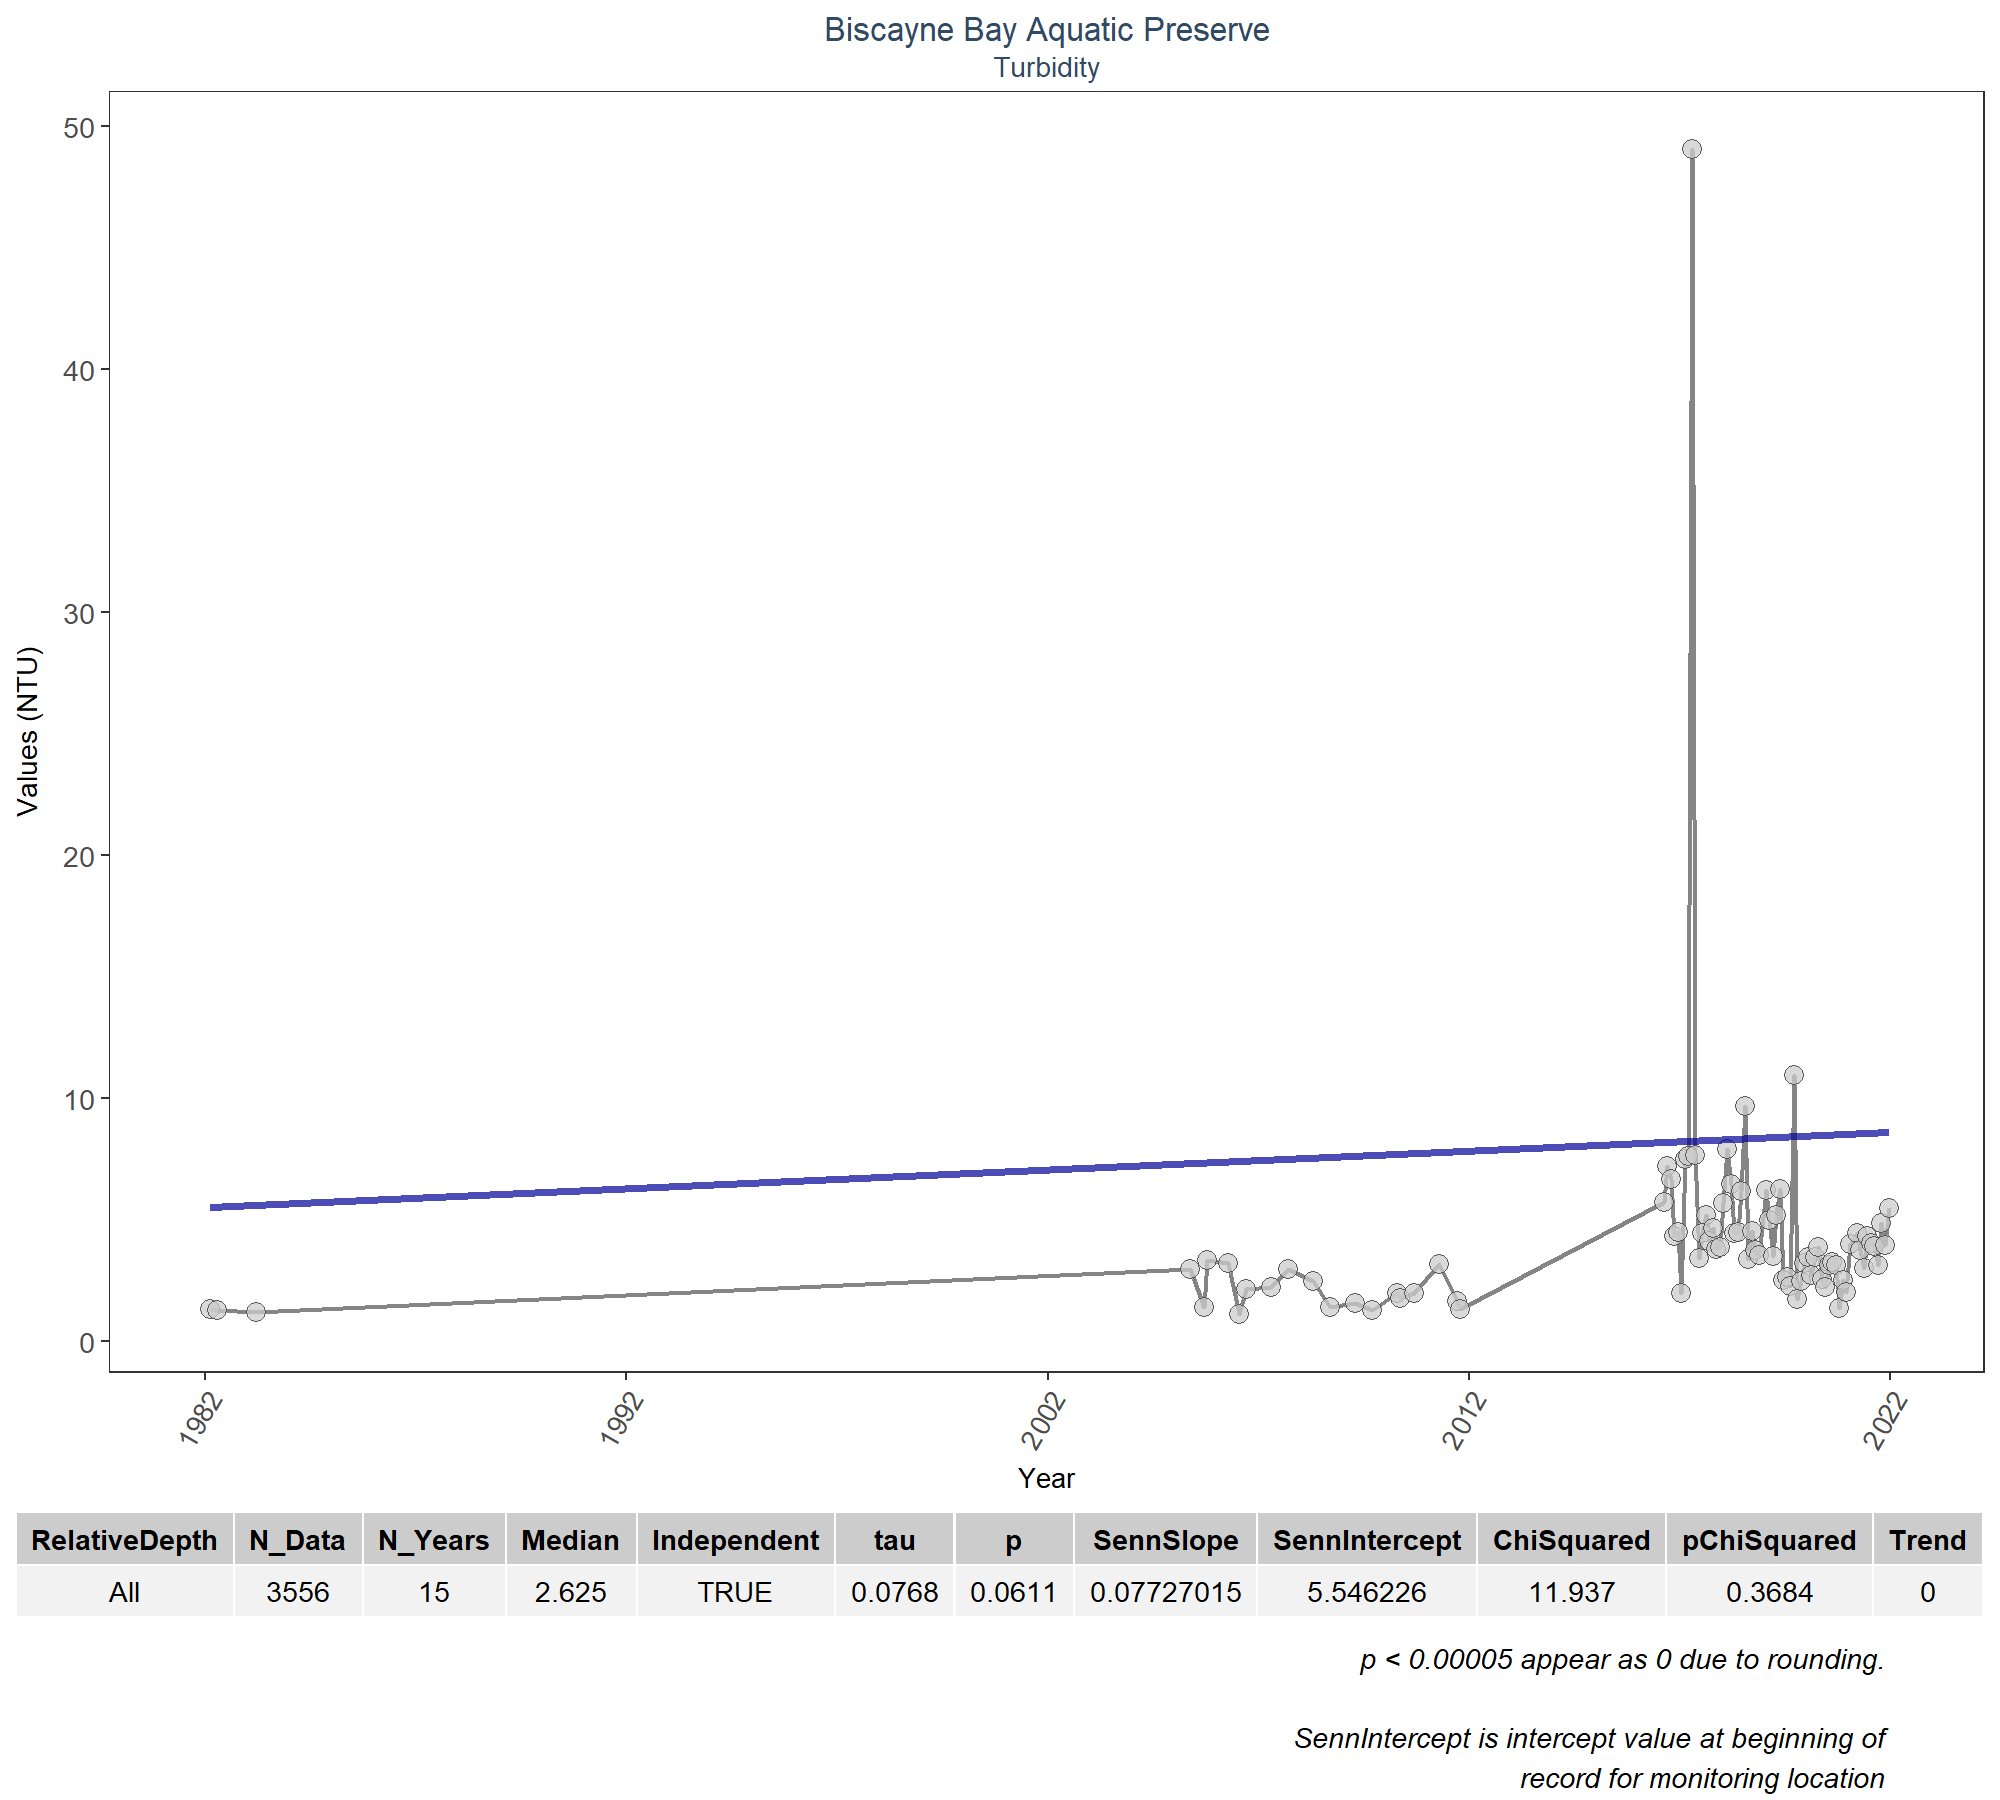 Biscayne Bay Aquatic Preserve
Turbidity
50
40
30
20
10
0
Values (NTU)
1982
1992
2002
2012
2022
Year
RelativeDepth N_Data N_Years Median Independent tau p SennSlope SennIntercept ChiSquared pChiSquared Trend
All 3556 15 2.625 TRUE 0.0768 0.0611 0.07727015 5.546226 11.937 0.3684 0
p < 0.00005 appear as 0 due to rounding.
SennIntercept is intercept value at beginning of
record for monitoring location